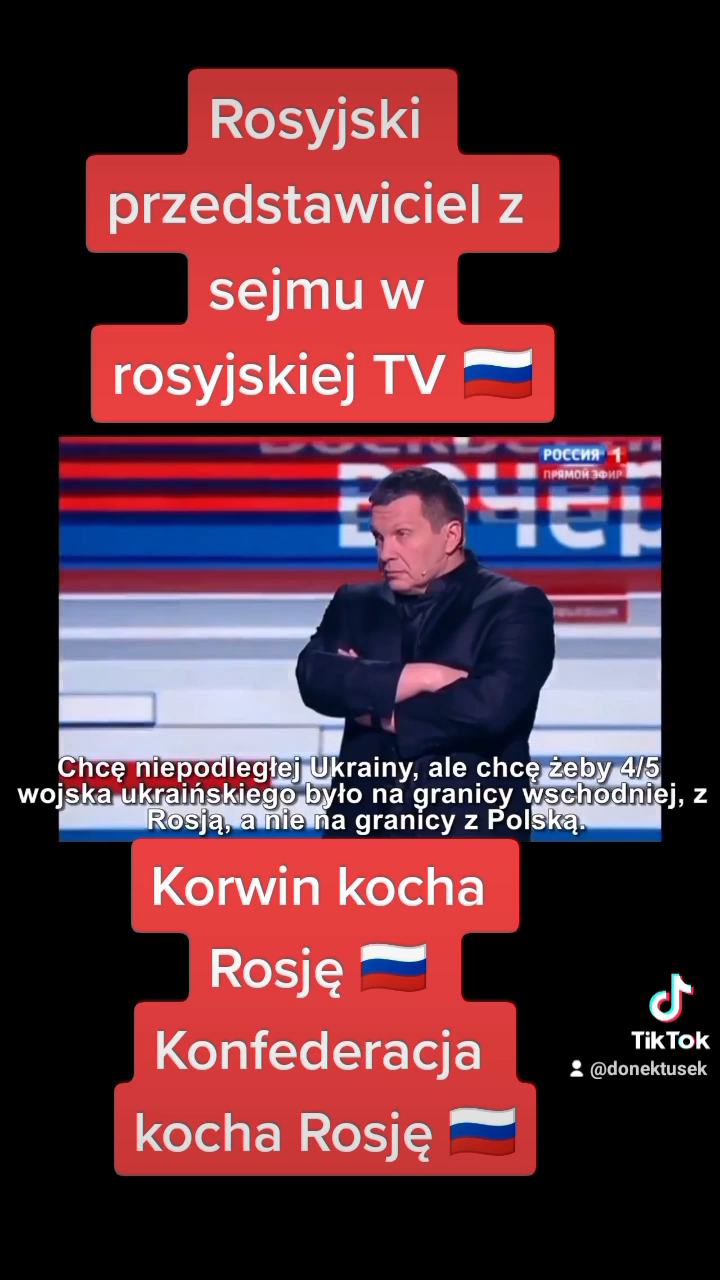 Rosyjski
przedstawiciel z
sejmu w
rosyjskiej TV 🇷🇺
РОССИЯ 1
ПРЯМОЙ ЭФИР
вечер
Chcę niepodległej Ukrainy, ale chcę żeby 4/5
wojska ukraińskiego było na granicy wschodniej, z
Rosją, a nie na granicy z Polską.
Korwin kocha
Rosję 🇷🇺
Konfederacja
kocha Rosję 🇷🇺
TikTok
@donektusek